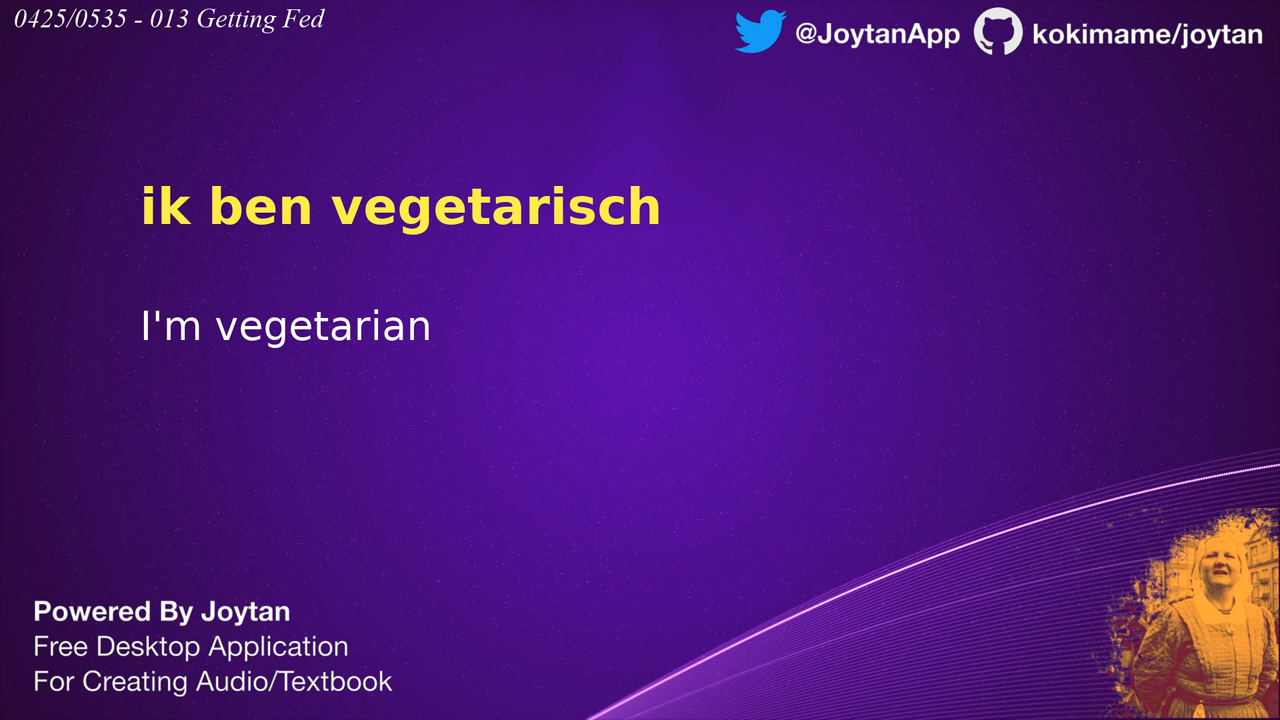 0425/0535 - 013 Getting Fed
@JoytanApp kokimame/joytan
ik ben vegetarisch
I'm vegetarian
Powered By Joytan
Free Desktop Application
For Creating Audio/Textbook